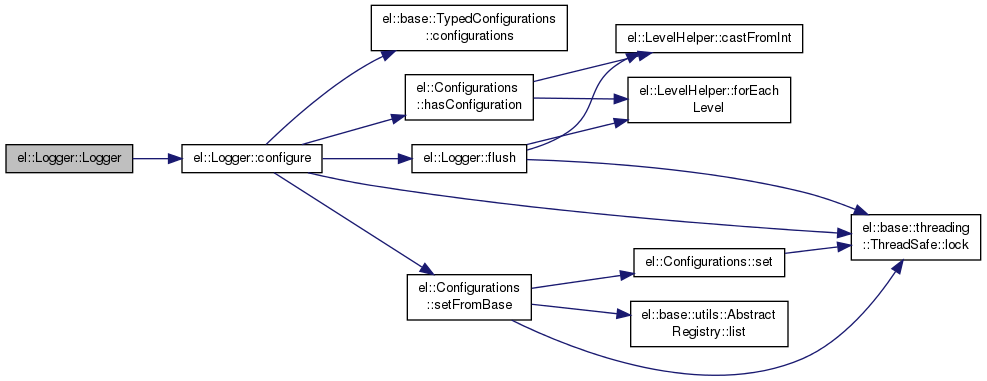 el::Logger::Logger
el::Logger::configure
el::base::TypedConfigurations
::configurations
el::Configurations
::hasConfiguration
el::Logger::flush
el::Configurations
::setFromBase
el::LevelHelper::castFromInt
el::LevelHelper::forEach
Level
el::Configurations::set
el::base::utils::Abstract
Registry::list
el::base::threading
::ThreadSafe::lock